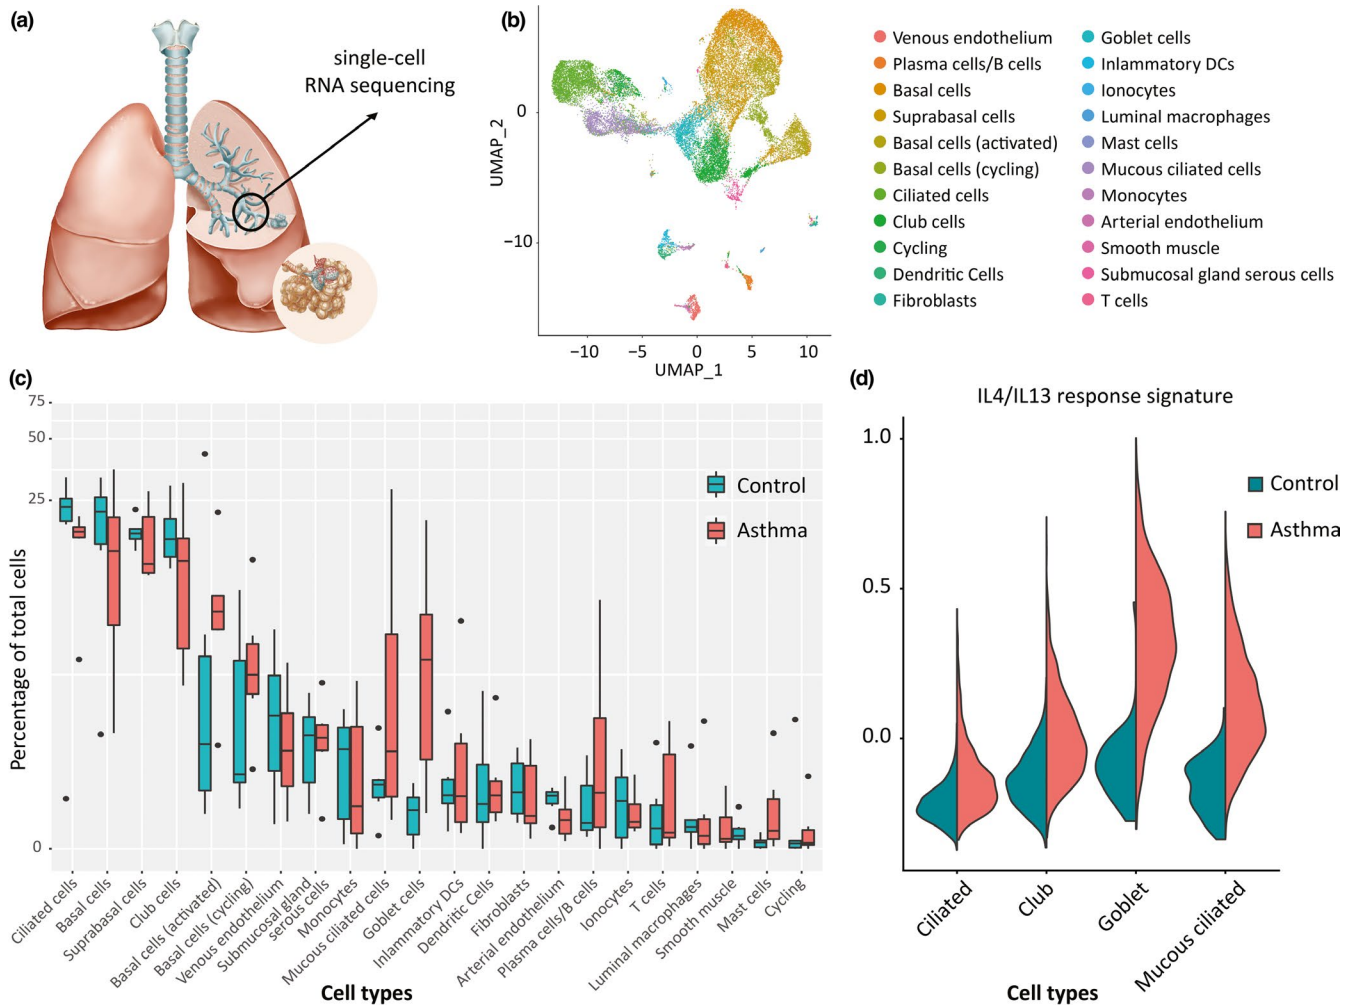 (a)
single-cell
RNA sequencing
(b)
UMAP_2
0
−10
−10
−5
0
5
10
UMAP_1
Venous endothelium
Plasma cells/B cells
Basal cells
Suprabasal cells
Basal cells (activated)
Basal cells (cycling)
Ciliated cells
Club cells
Cycling
Dendritic Cells
Fibroblasts
Goblet cells
Inlammatory DCs
Ionocytes
Luminal macrophages
Mast cells
Mucous ciliated cells
Monocytes
Arterial endothelium
Smooth muscle
Submucosal gland serous cells
T cells
(c)
Percentage of total cells
75
50
25
0
Control
Asthma
Ciliated cells
Basal cells
Suprabasal cells
Club cells
Basal cells (activated)
Basal cells (cycling)
Venous endothelium
Submucosal gland
serous cells
Monocytes
Mucous ciliated cells
Goblet cells
Inlammatory DCs
Dendritic Cells
Fibroblasts
Arterial endothelium
Plasma cells/B cells
Ionocytes
T cells
Luminal macrophages
Smooth muscle
Mast cells
Cycling
Cell types
(d)
IL4/IL13 response signature
1.0
0.5
0.0
Control
Asthma
Ciliated
Club
Goblet
Mucous ciliated
Cell types